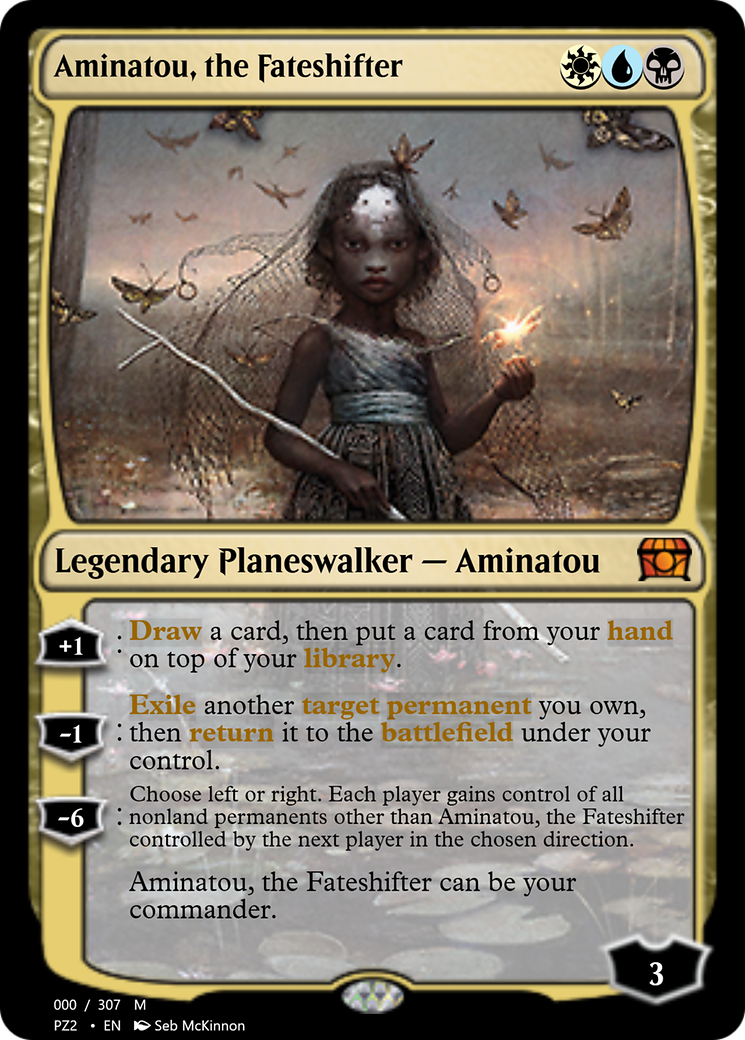 Aminatou, the Fateshifter
Legendary Planeswalker — Aminatou
+1 : Draw a card, then put a card from your hand
on top of your library.
Exile another target permanent you own,
−1 : then return it to the battlefield under your
control.
Choose left or right. Each player gains control of all
−6 : nonland permanents other than Aminatou, the Fateshifter
controlled by the next player in the chosen direction.
Aminatou, the Fateshifter can be your
commander.
3
000 / 307 M
PZ2 • EN Seb McKinnon